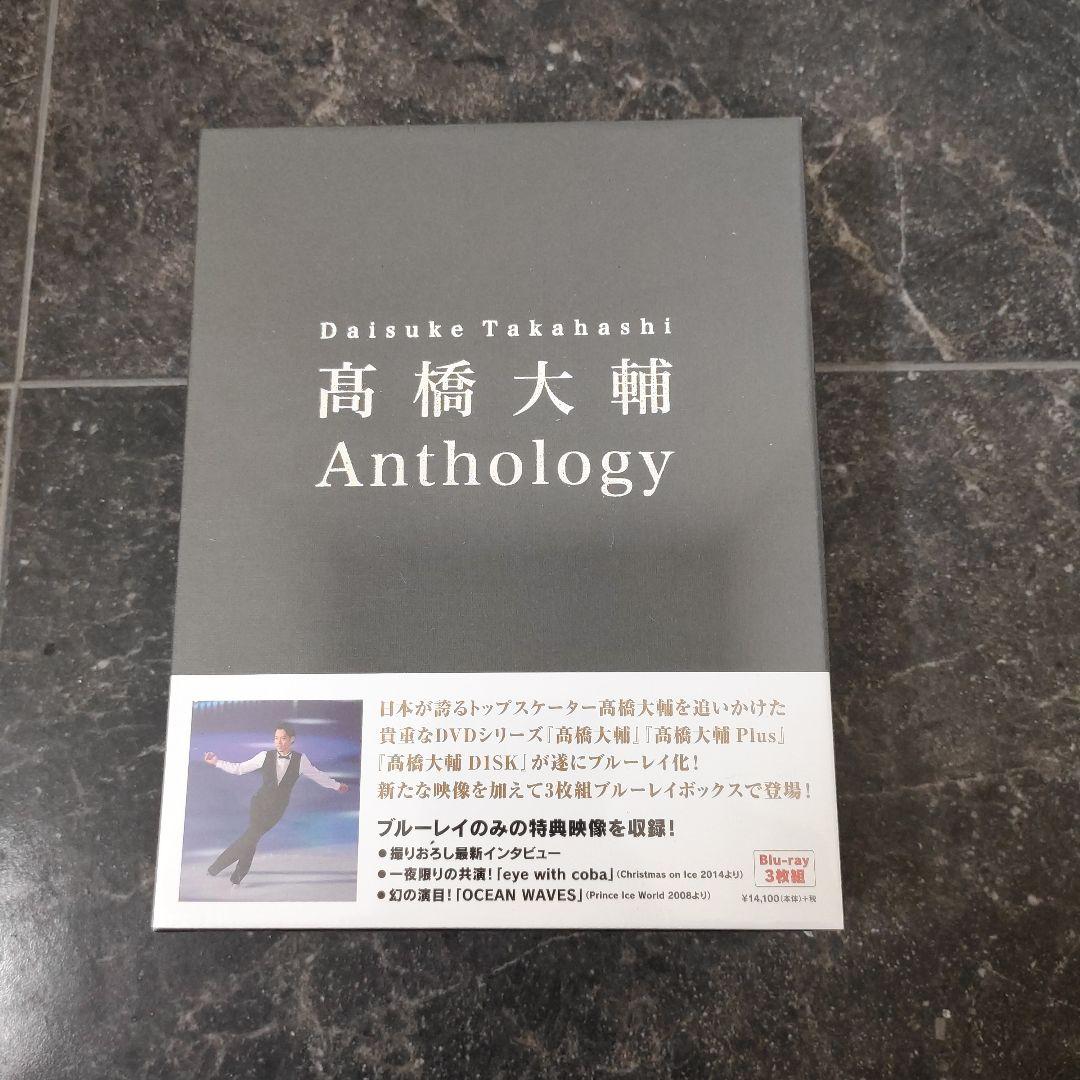 Daisuke Takahashi
髙橋大輔
Anthology
日本が誇るトップスケーター髙橋大輔を追いかけた
貴重なDVDシリーズ『髙橋大輔』『髙橋大輔 Plus』
『髙橋大輔 D1SK』が遂にブルーレイ化!
新たな映像を加えて3枚組ブルーレイボックスで登場!
ブルーレイのみの特典映像を収録!
●撮りおろし最新インタビュー
●一夜限りの共演!「eye with coba」(Christmas on Ice 2014より)
●幻の演目!「OCEAN WAVES」(Prince Ice World 2008より)
Blu-ray
3枚組
¥14,100(本体)+税